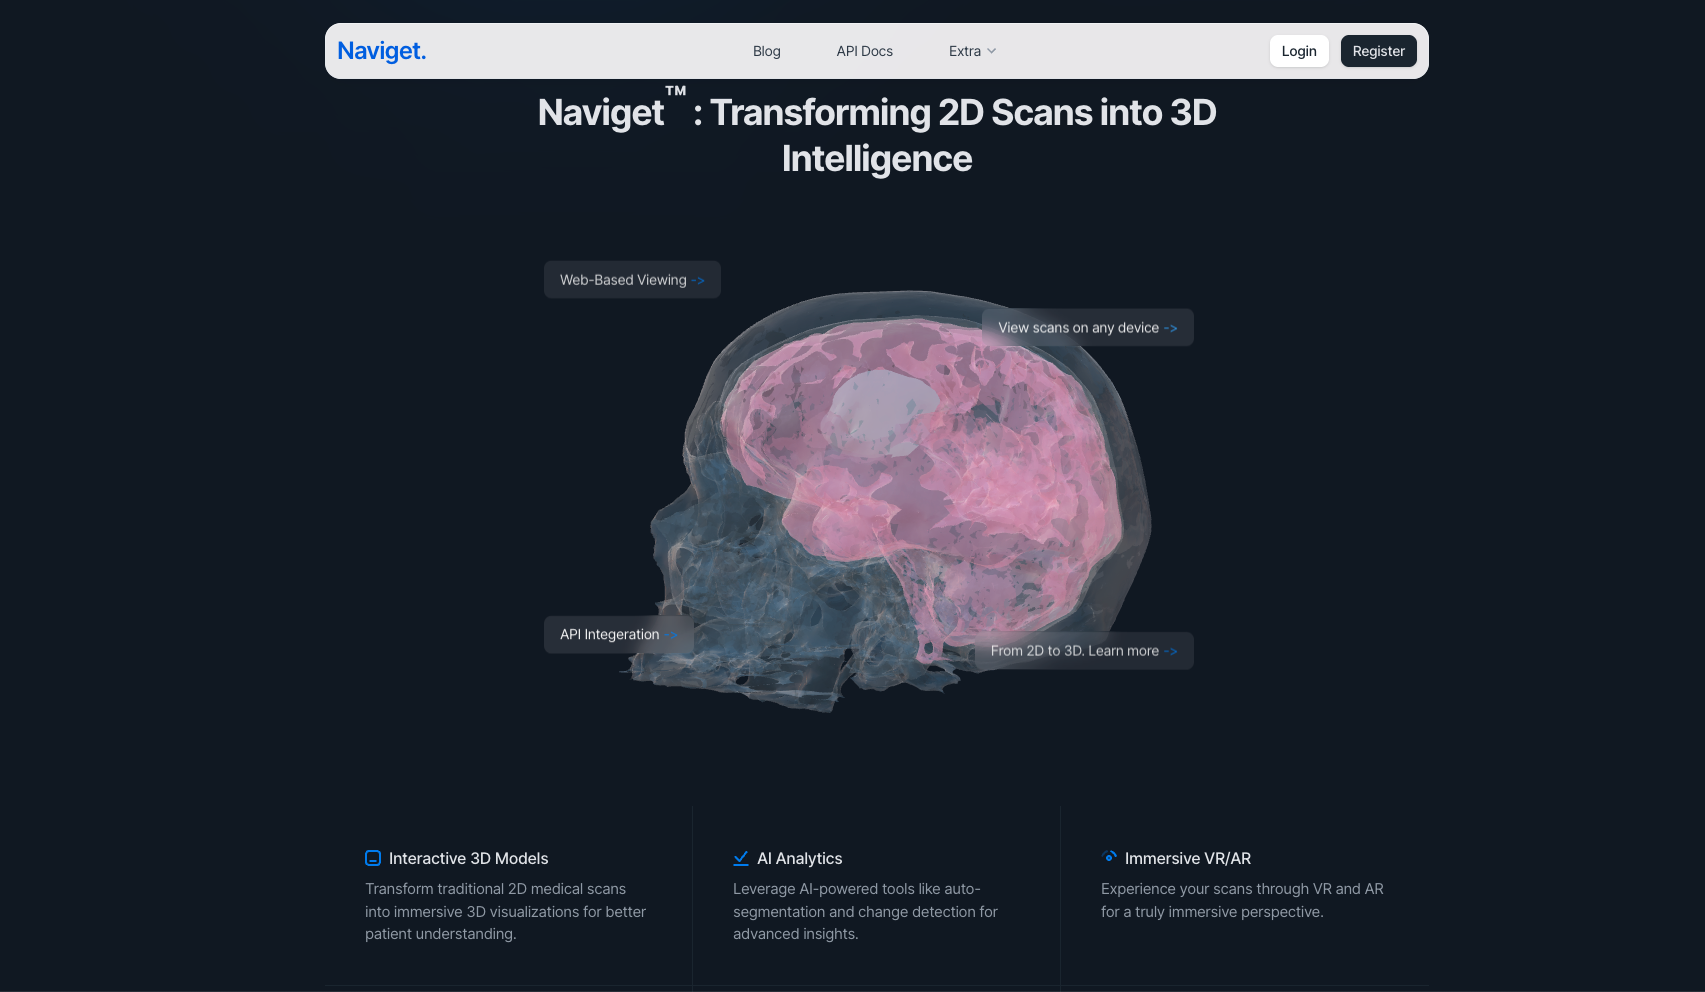 Naviget.
Blog
API Docs
Extra
Login
Register
Naviget™ : Transforming 2D Scans into 3D
Intelligence
Web-Based Viewing ->
View scans on any device ->
API Integeration ->
From 2D to 3D. Learn more ->
Interactive 3D Models
Transform traditional 2D medical scans
into immersive 3D visualizations for better
patient understanding.
AI Analytics
Leverage AI-powered tools like auto-
segmentation and change detection for
advanced insights.
Immersive VR/AR
Experience your scans through VR and AR
for a truly immersive perspective.